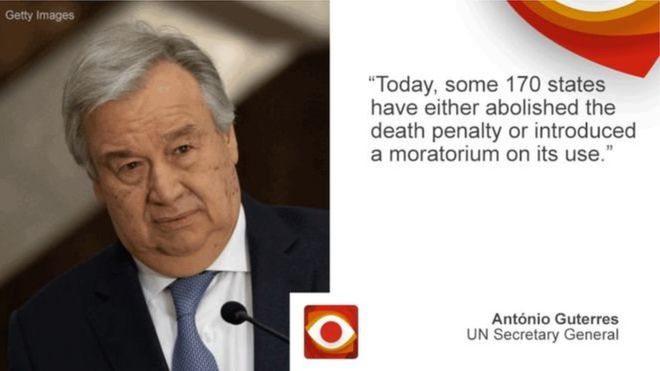 Getty Images
“Today, some 170 states
have either abolished the
death penalty or introduced
a moratorium on its use.”
António Guterres
UN Secretary General